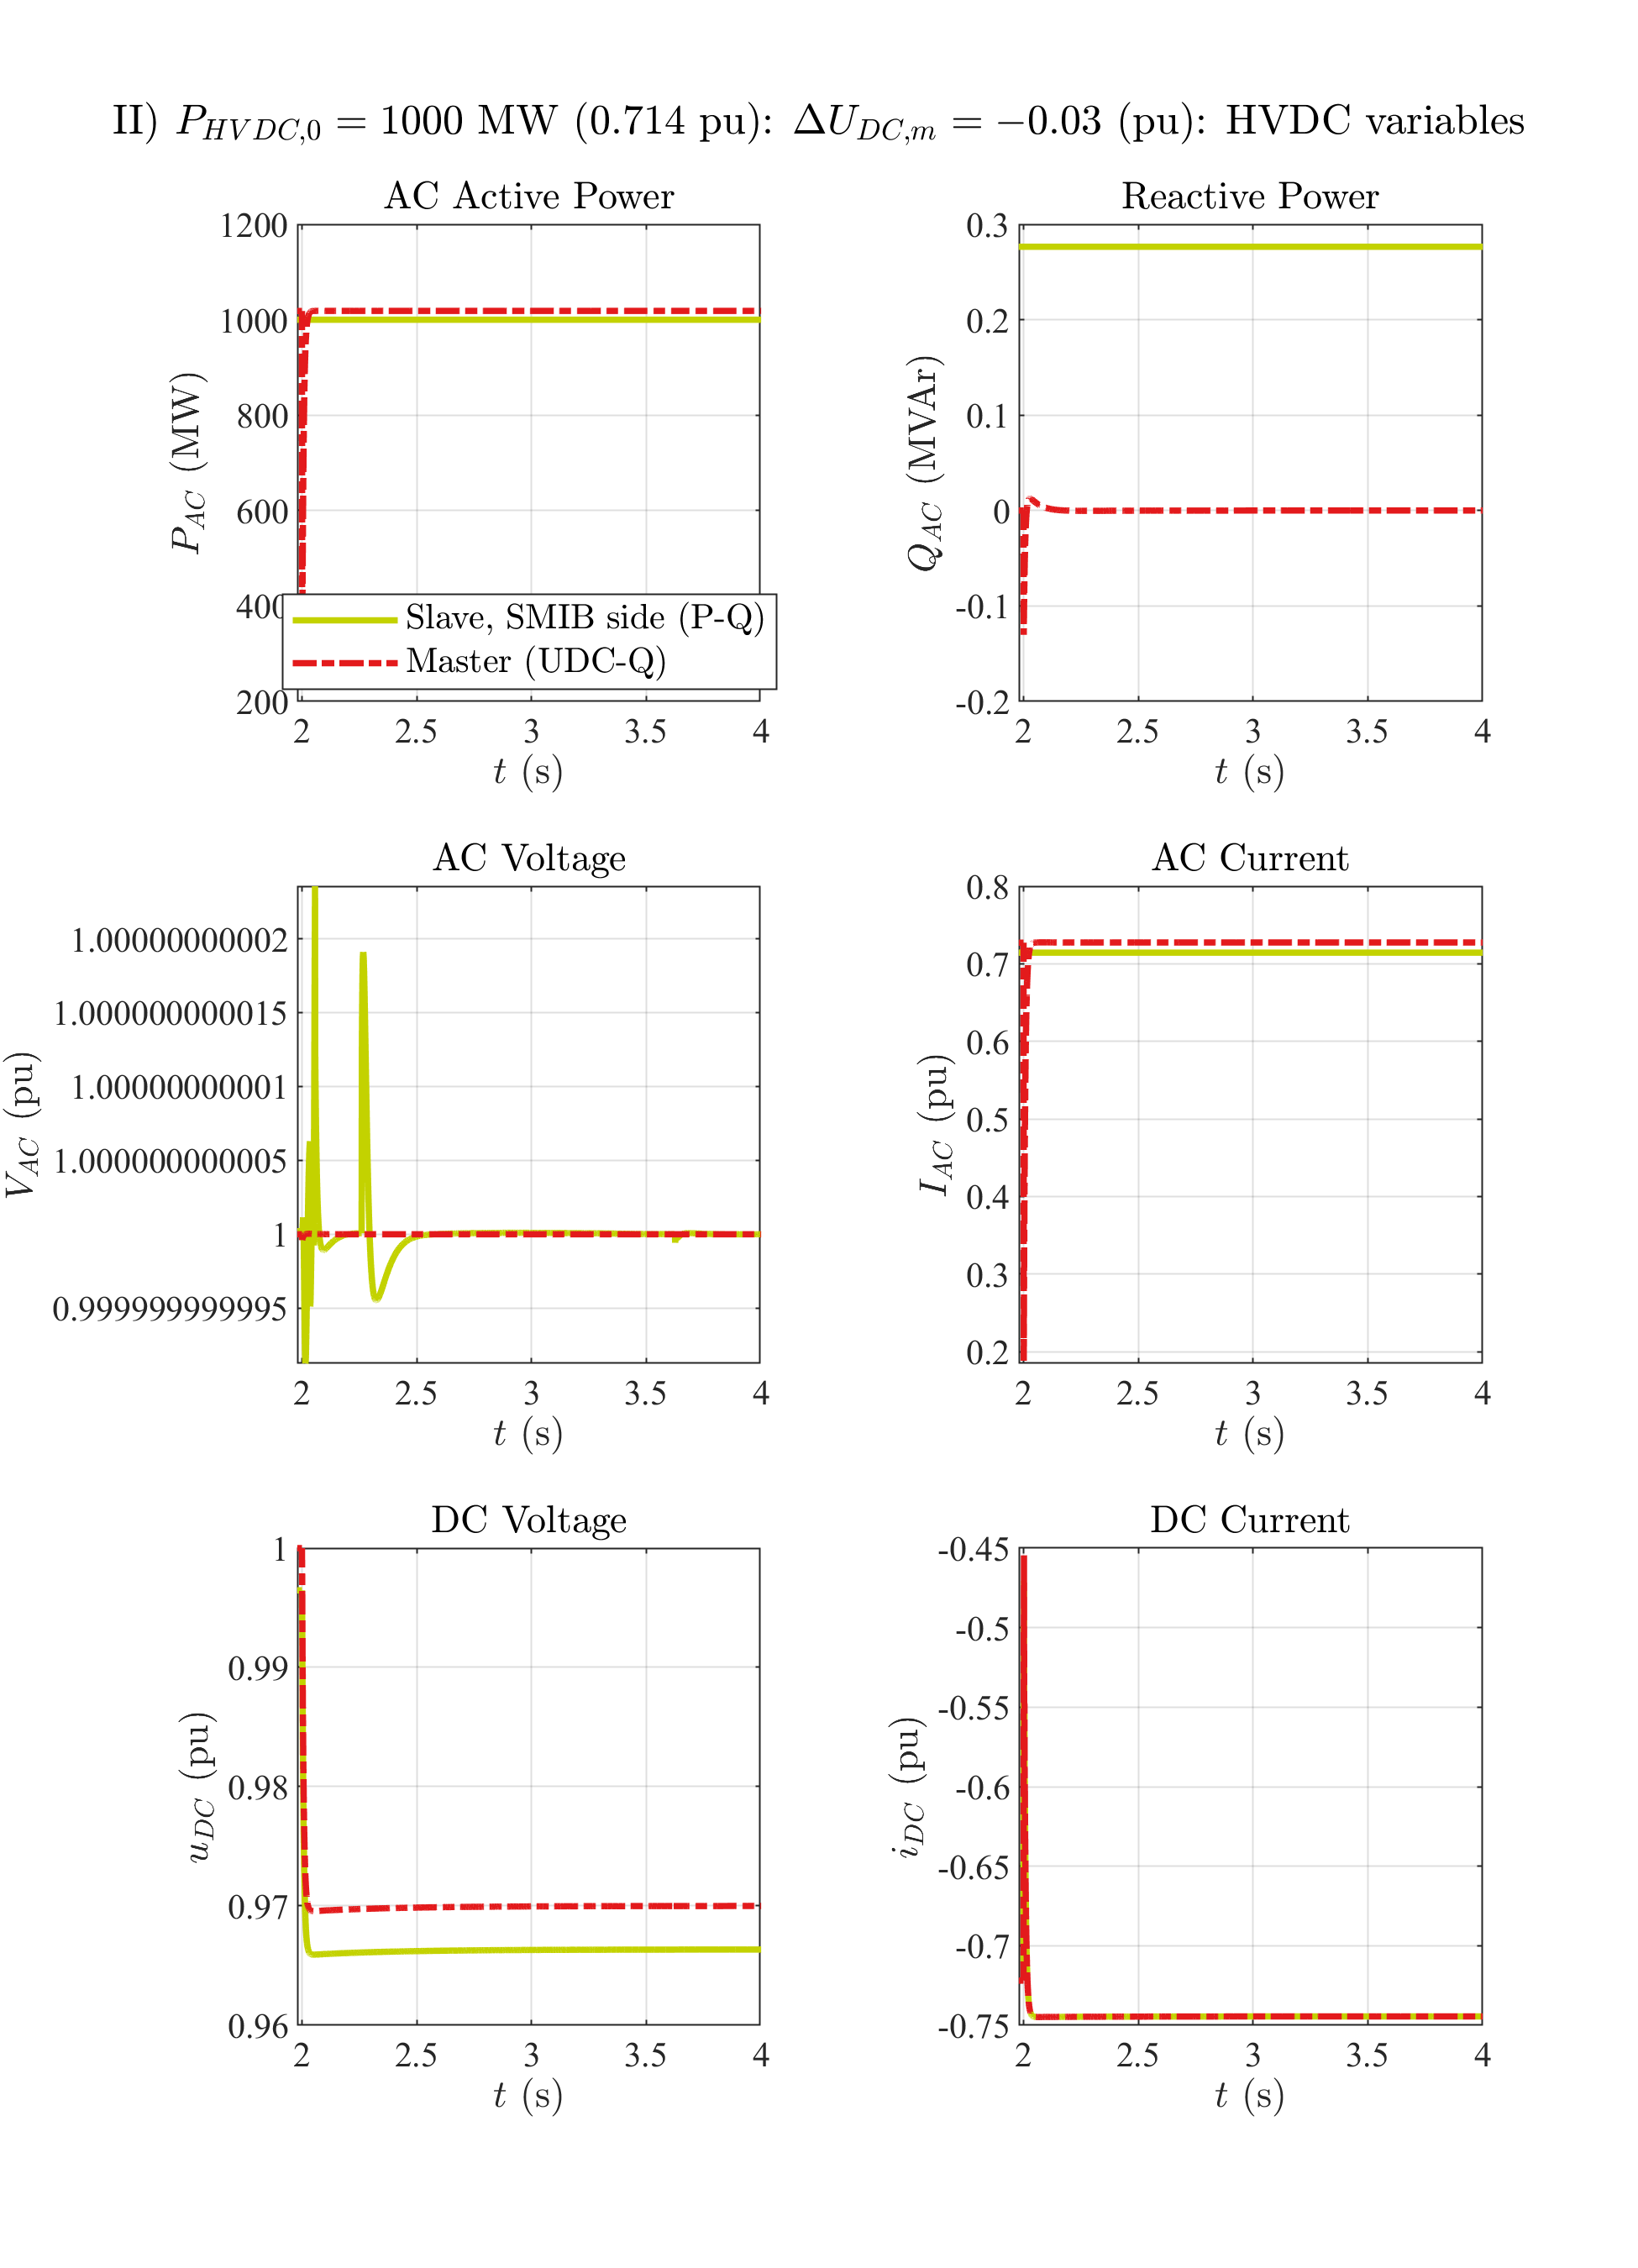 II) P_{HVDC,0} = 1000 MW (0.714 pu): ΔU_{DC,m} = −0.03 (pu): HVDC variables
AC Active Power
1200
1000
800
600
400
200
P_{AC} (MW)
Slave, SMIB side (P-Q)
Master (UDC-Q)
2 2.5 3 3.5 4
t (s)
Reactive Power
0.3
0.2
0.1
0
-0.1
-0.2
Q_{AC} (MVAr)
2 2.5 3 3.5 4
t (s)
AC Voltage
1.00000000002
1.000000000015
1.00000000001
1.000000000005
1
0.999999999995
V_{AC} (pu)
2 2.5 3 3.5 4
t (s)
AC Current
0.8
0.7
0.6
0.5
0.4
0.3
0.2
I_{AC} (pu)
2 2.5 3 3.5 4
t (s)
DC Voltage
1
0.99
0.98
0.97
0.96
u_{DC} (pu)
2 2.5 3 3.5 4
t (s)
DC Current
-0.45
-0.5
-0.55
-0.6
-0.65
-0.7
-0.75
i_{DC} (pu)
2 2.5 3 3.5 4
t (s)